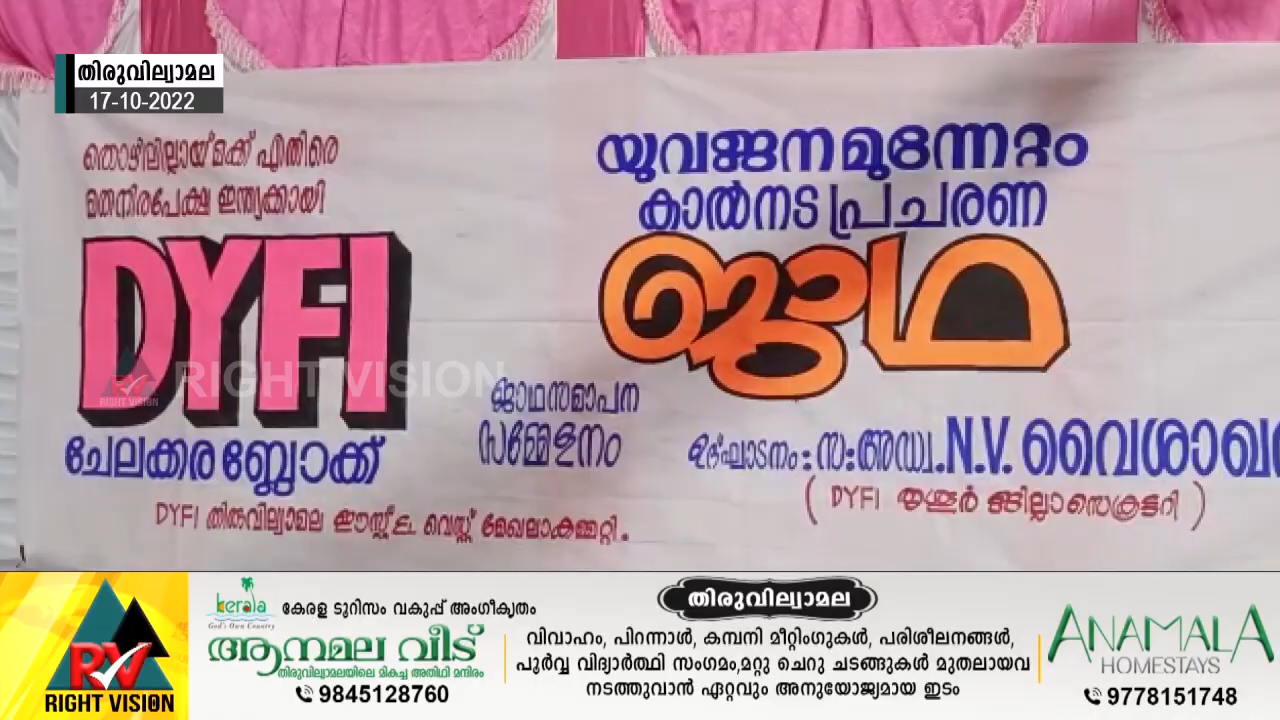 തിരുവില്വാമല
17-10-2022
തൊഴിലില്ലായ്മക്ക് എതിരെ
മതനിരപേക്ഷ ഇന്ത്യക്കായി
DYFI
ചേലക്കര ബ്ലോക്ക്
യുവജനമുന്നേറ്റം
കാൽനട പ്രചരണ
ജാഥ
ജാഥസമാപന
സമ്മേളനം
ഉദ്ഘാടനം: സ: അഡ്വ. N.V. വൈശാഖ
( DYFI തൃശൂർ ജില്ലാ സെക്രട്ടറി )
DYFI തിരുവില്വാമല ഈസ്റ്റ് & വെസ്റ്റ് മേഖലാകമ്മറ്റി.
RIGHT VISION
RIGHT VISION
RV
RIGHT VISION
kerala
God's Own Country
കേരള ടൂറിസം വകുപ്പ് അംഗീകൃതം
ആനമല വീട്
തിരുവില്വാമലയിലെ മികച്ച അതിഥി മന്ദിരം
9845128760
തിരുവില്വാമല
വിവാഹം, പിറന്നാൾ, കമ്പനി മീറ്റിംഗുകൾ, പരിശീലനങ്ങൾ,
പൂർവ്വ വിദ്യാർത്ഥി സംഗമം,മറ്റു ചെറു ചടങ്ങുകൾ മുതലായവ
നടത്തുവാൻ ഏറ്റവും അനുയോജ്യമായ ഇടം
ANAMALA
HOMESTAYS
9778151748